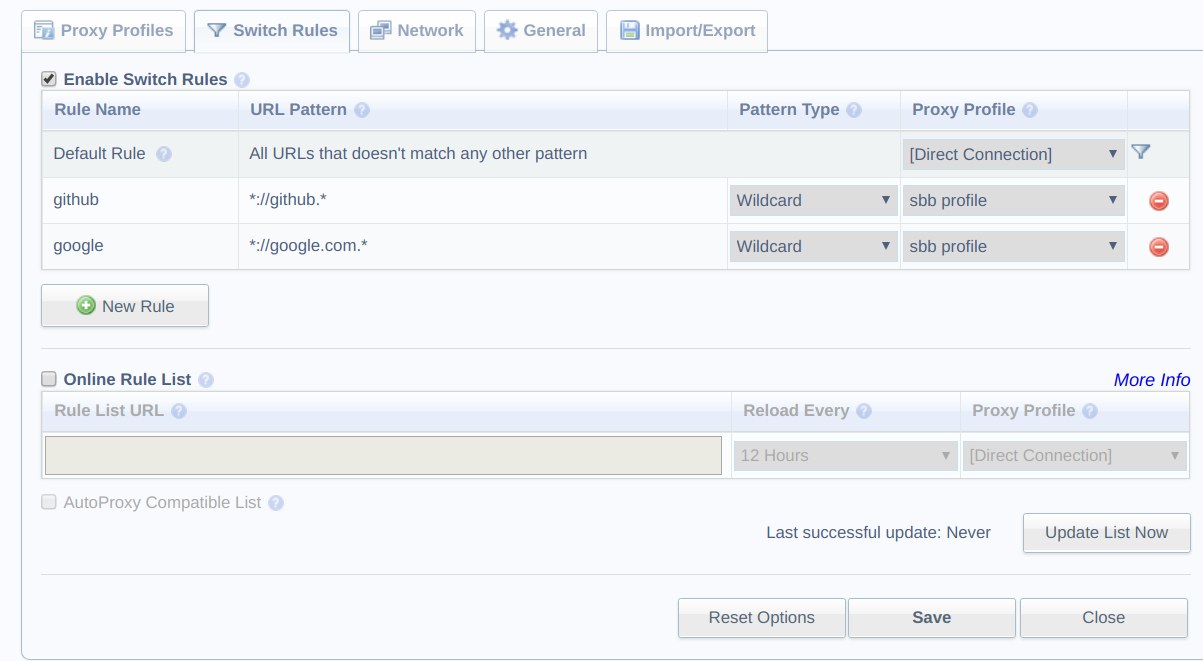 Proxy Profiles Switch Rules Network General Import/Export
Enable Switch Rules ?
Rule Name URL Pattern ? Pattern Type ? Proxy Profile ?
Default Rule ? All URLs that doesn't match any other pattern [Direct Connection]
github *://github.* Wildcard sbb profile
google *://google.com.* Wildcard sbb profile
New Rule
Online Rule List ? More Info
Rule List URL ? Reload Every ? Proxy Profile ?
12 Hours [Direct Connection]
AutoProxy Compatible List ?
Last successful update: Never Update List Now
Reset Options Save Close